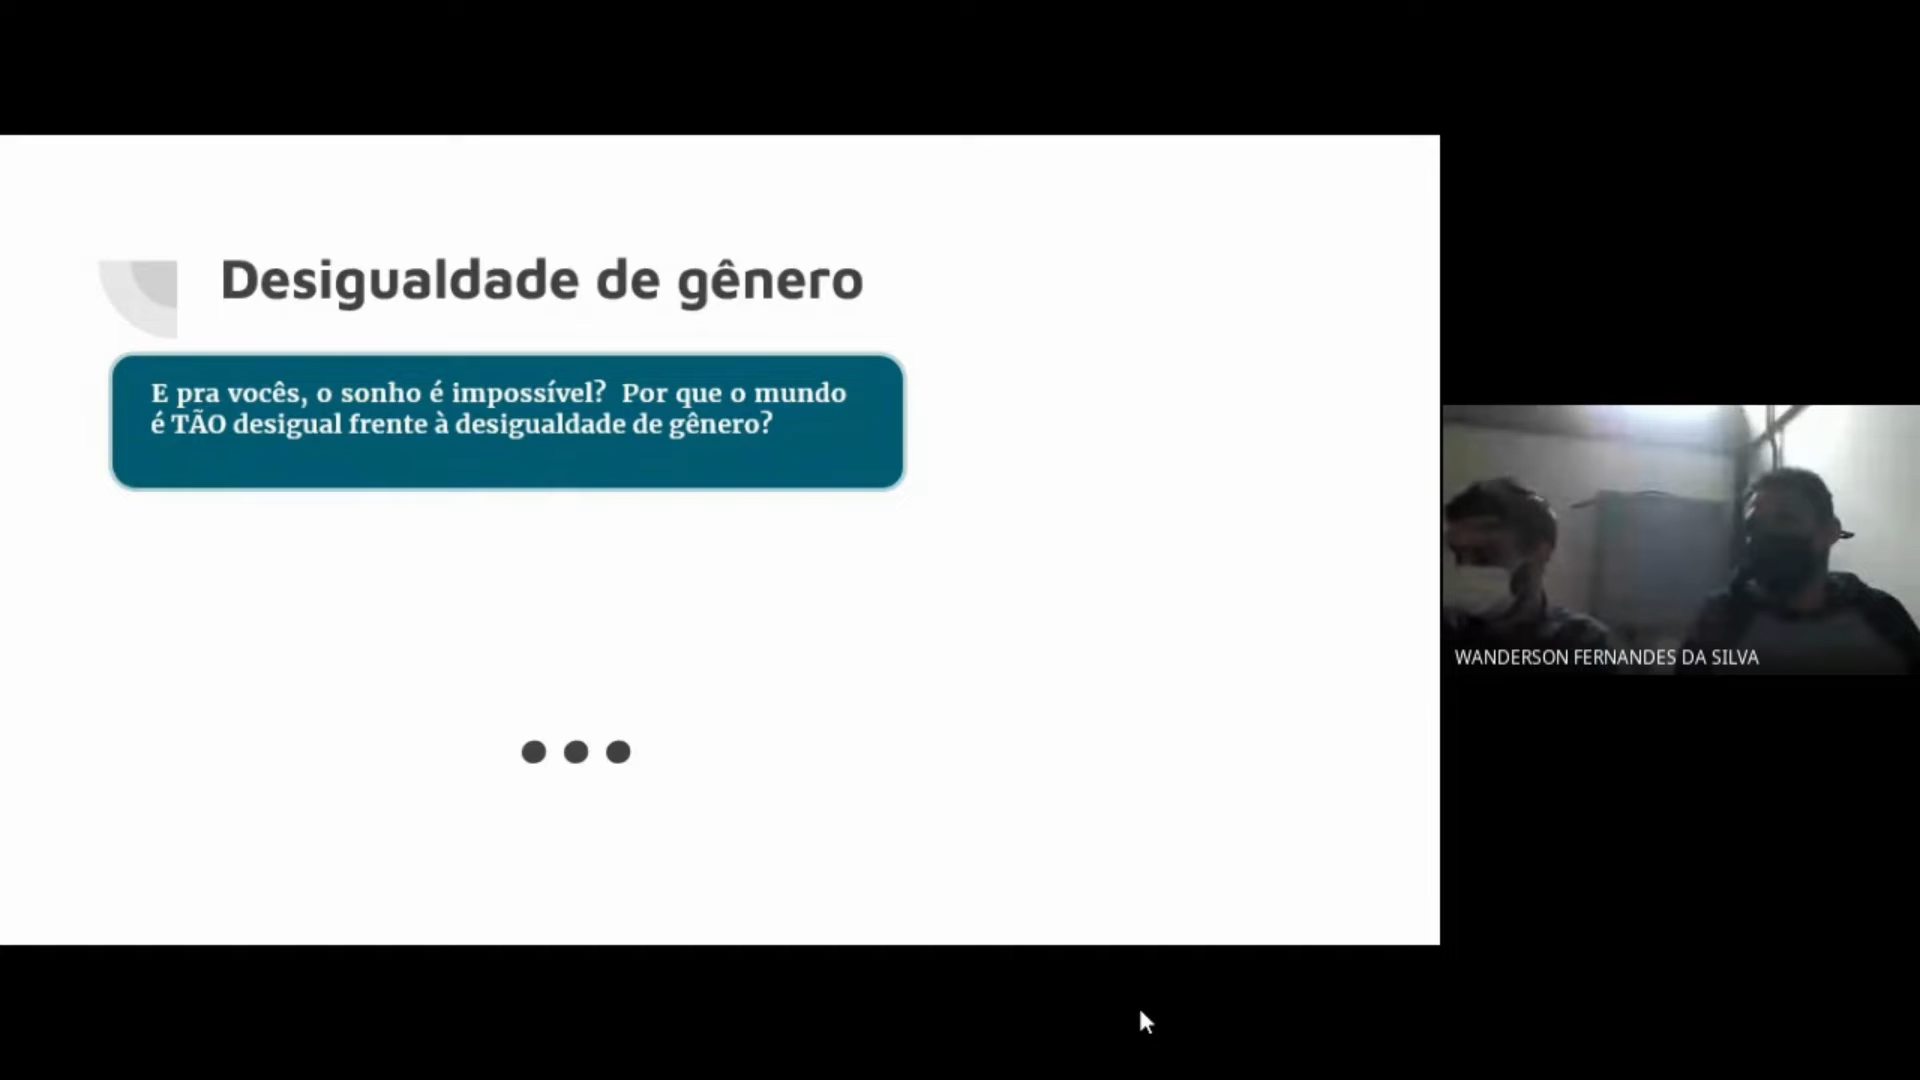 Desigualdade de gênero
E pra vocês, o sonho é impossível? Por que o mundo
é TÃO desigual frente à desigualdade de gênero?
WANDERSON FERNANDES DA SILVA